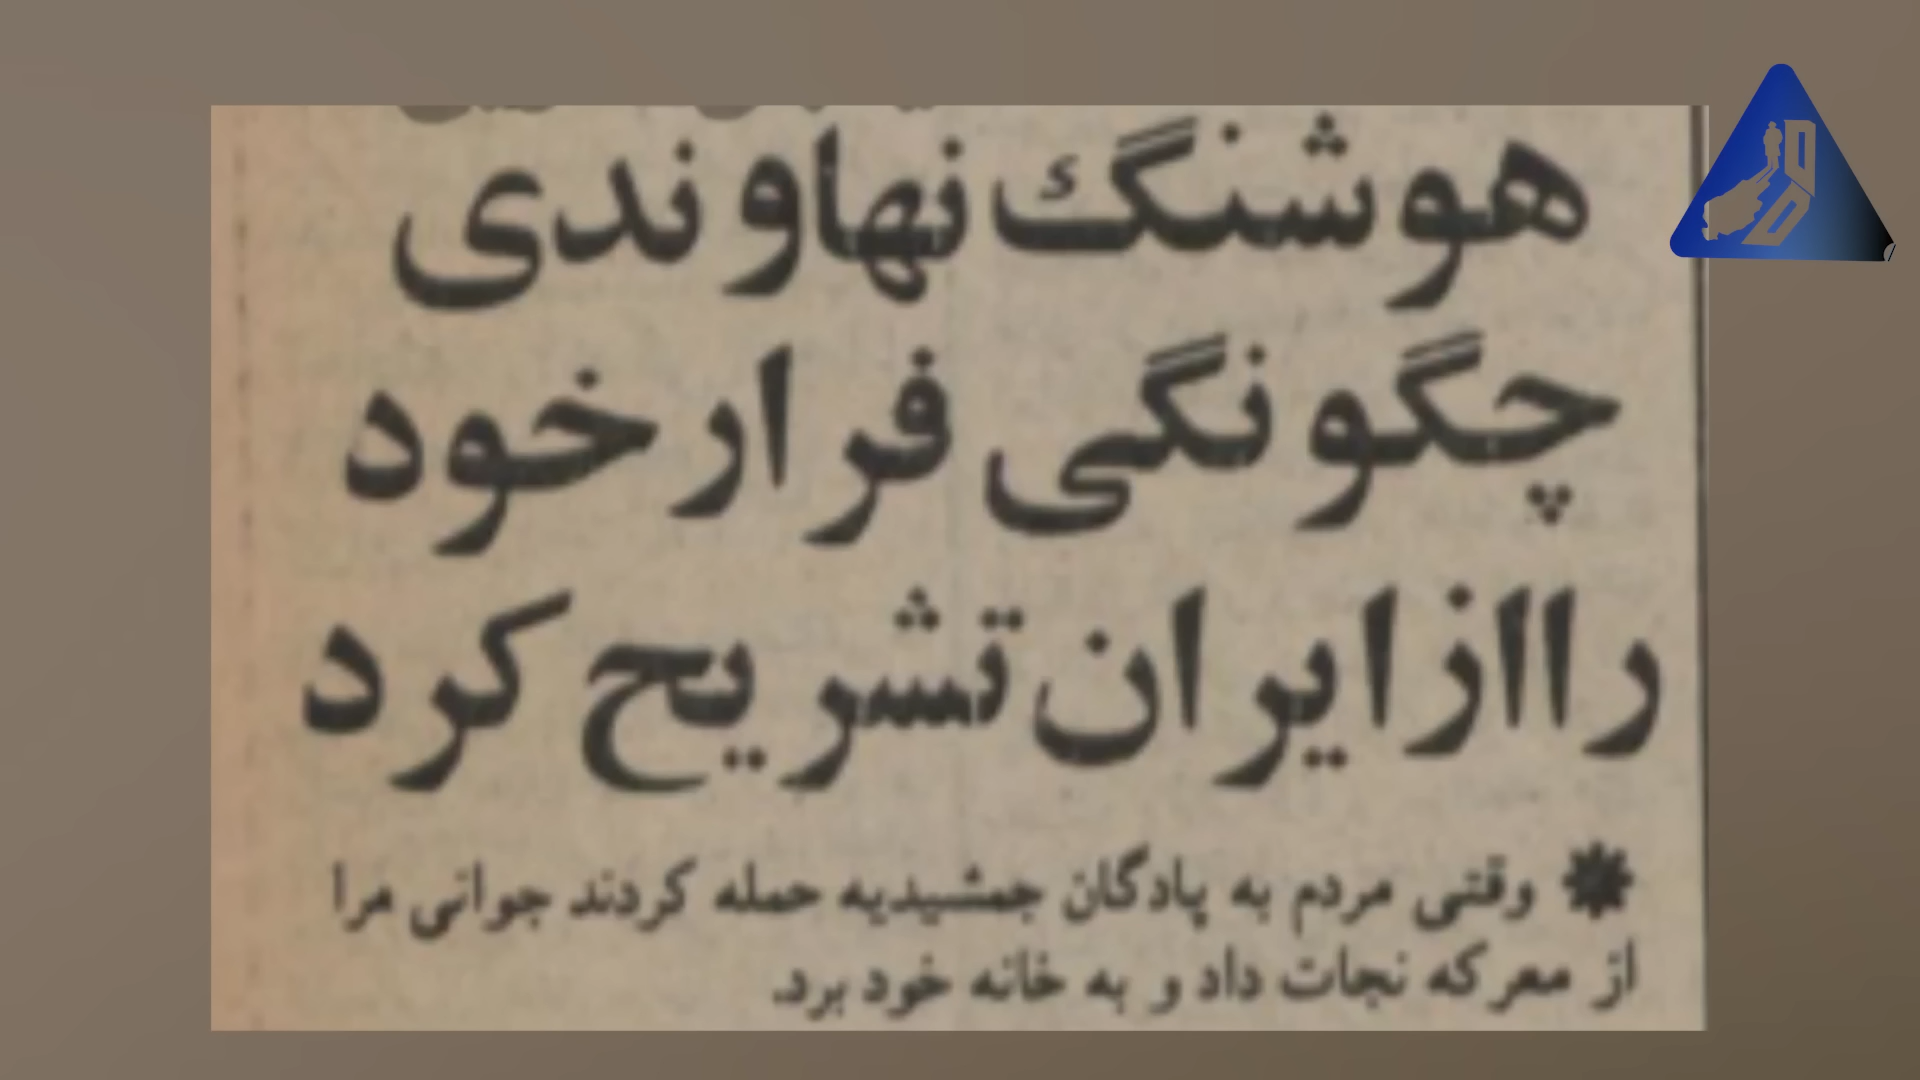 هوشنگ نهاوندی
چگونگی فرار خود
را از ایران تشریح کرد
وقتی مردم به پادگان جمشیدیه حمله کردند جوانی مرا
از معرکه نجات داد و به خانه خود برد.